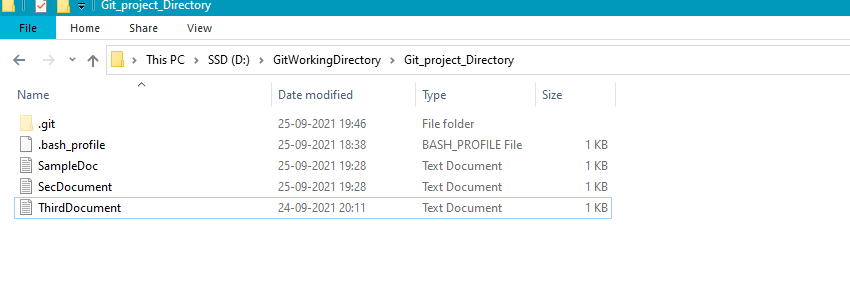 Git_project_Directory
File Home Share View
This PC SSD (D:) GitWorkingDirectory Git_project_Directory
Name Date modified Type Size
.git 25-09-2021 19:46 File folder
.bash_profile 25-09-2021 18:38 BASH_PROFILE File 1 KB
SampleDoc 25-09-2021 19:28 Text Document 1 KB
SecDocument 25-09-2021 19:28 Text Document 1 KB
ThirdDocument 24-09-2021 20:11 Text Document 1 KB